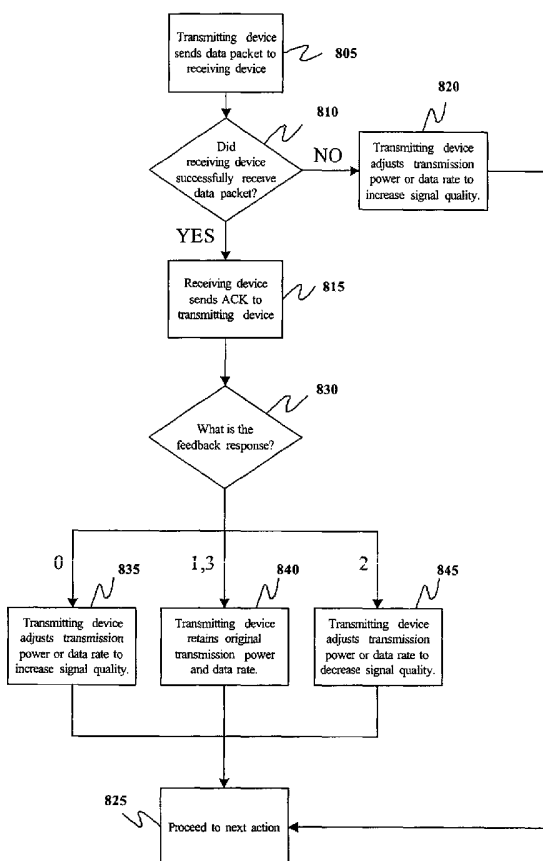 Transmitting device
sends data packet to
receiving device
805
810
Did
receiving device
successfully receive
data packet?
NO
820
Transmitting device
adjusts transmission
power or data rate to
increase signal quality.
YES
Receiving device
sends ACK to
transmitting device
815
830
What is the
feedback response?
0
835
1,3
840
2
845
Transmitting device
adjusts transmission
power or data rate to
increase signal quality.
Transmitting device
retains original
transmission power
and data rate.
Transmitting device
adjusts transmission
power or data rate to
decrease signal quality.
825
Proceed to next action